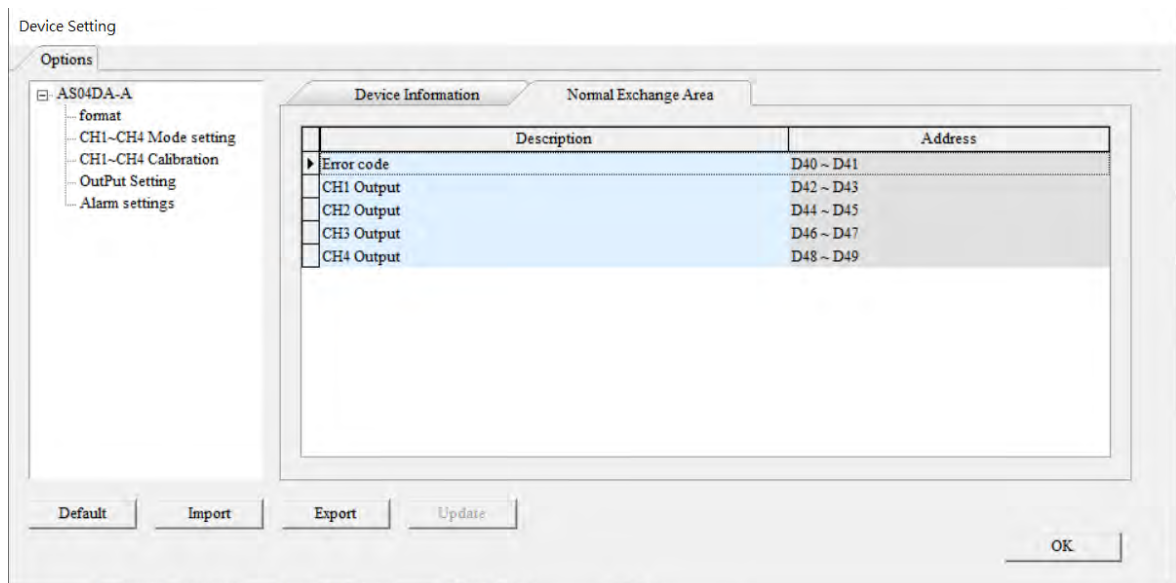 Device Setting
Options
AS04DA-A
format
CH1~CH4 Mode setting
CH1~CH4 Calibration
OutPut Setting
Alarm settings
Device Information Normal Exchange Area
Description Address
Error code D40 ~ D41
CH1 Output D42 ~ D43
CH2 Output D44 ~ D45
CH3 Output D46 ~ D47
CH4 Output D48 ~ D49
Default Import Export Update
OK